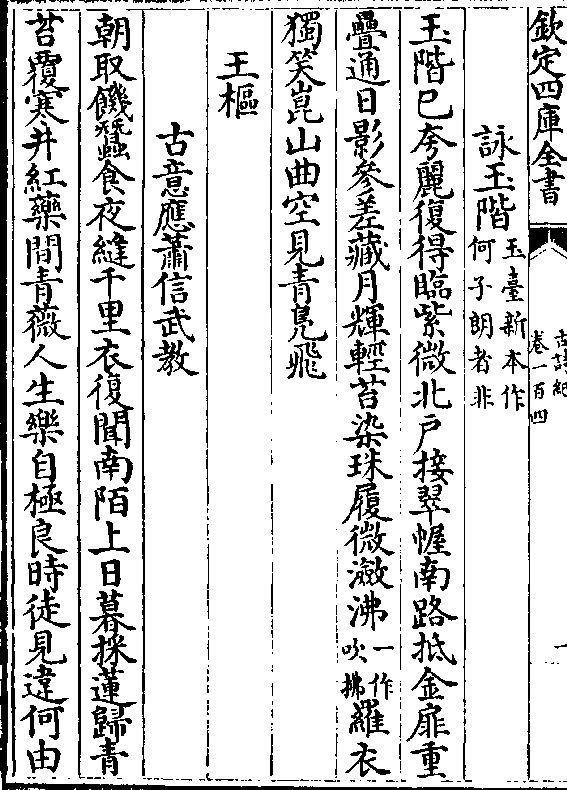 欽定四庫全書
古詩紀
卷一百四
詠玉階玉臺新本作何子朗者非
玉階已夸麗復得臨紫微北戸接翠幄南路抵金扉重
疊通日影參差藏月輝輕苔染珠履微瀲沸一作吹拂羅衣
獨笑崑山曲空見青鳧飛
王樞
古意應蕭信武教
朝取饑蠶食夜縫千里衣復聞南陌上日暮採蓮歸青
苔覆寒井紅藥間青薇人生樂自極良時徒見違何由